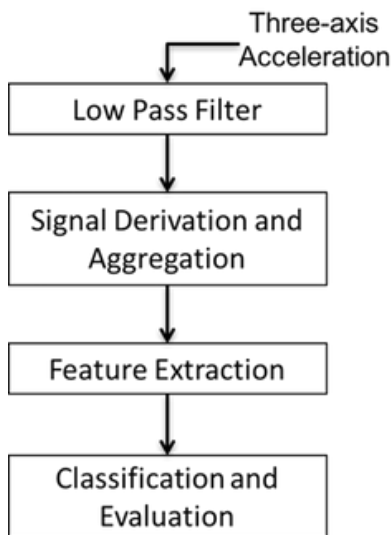 Three-axis
Acceleration
Low Pass Filter
Signal Derivation and
Aggregation
Feature Extraction
Classification and
Evaluation